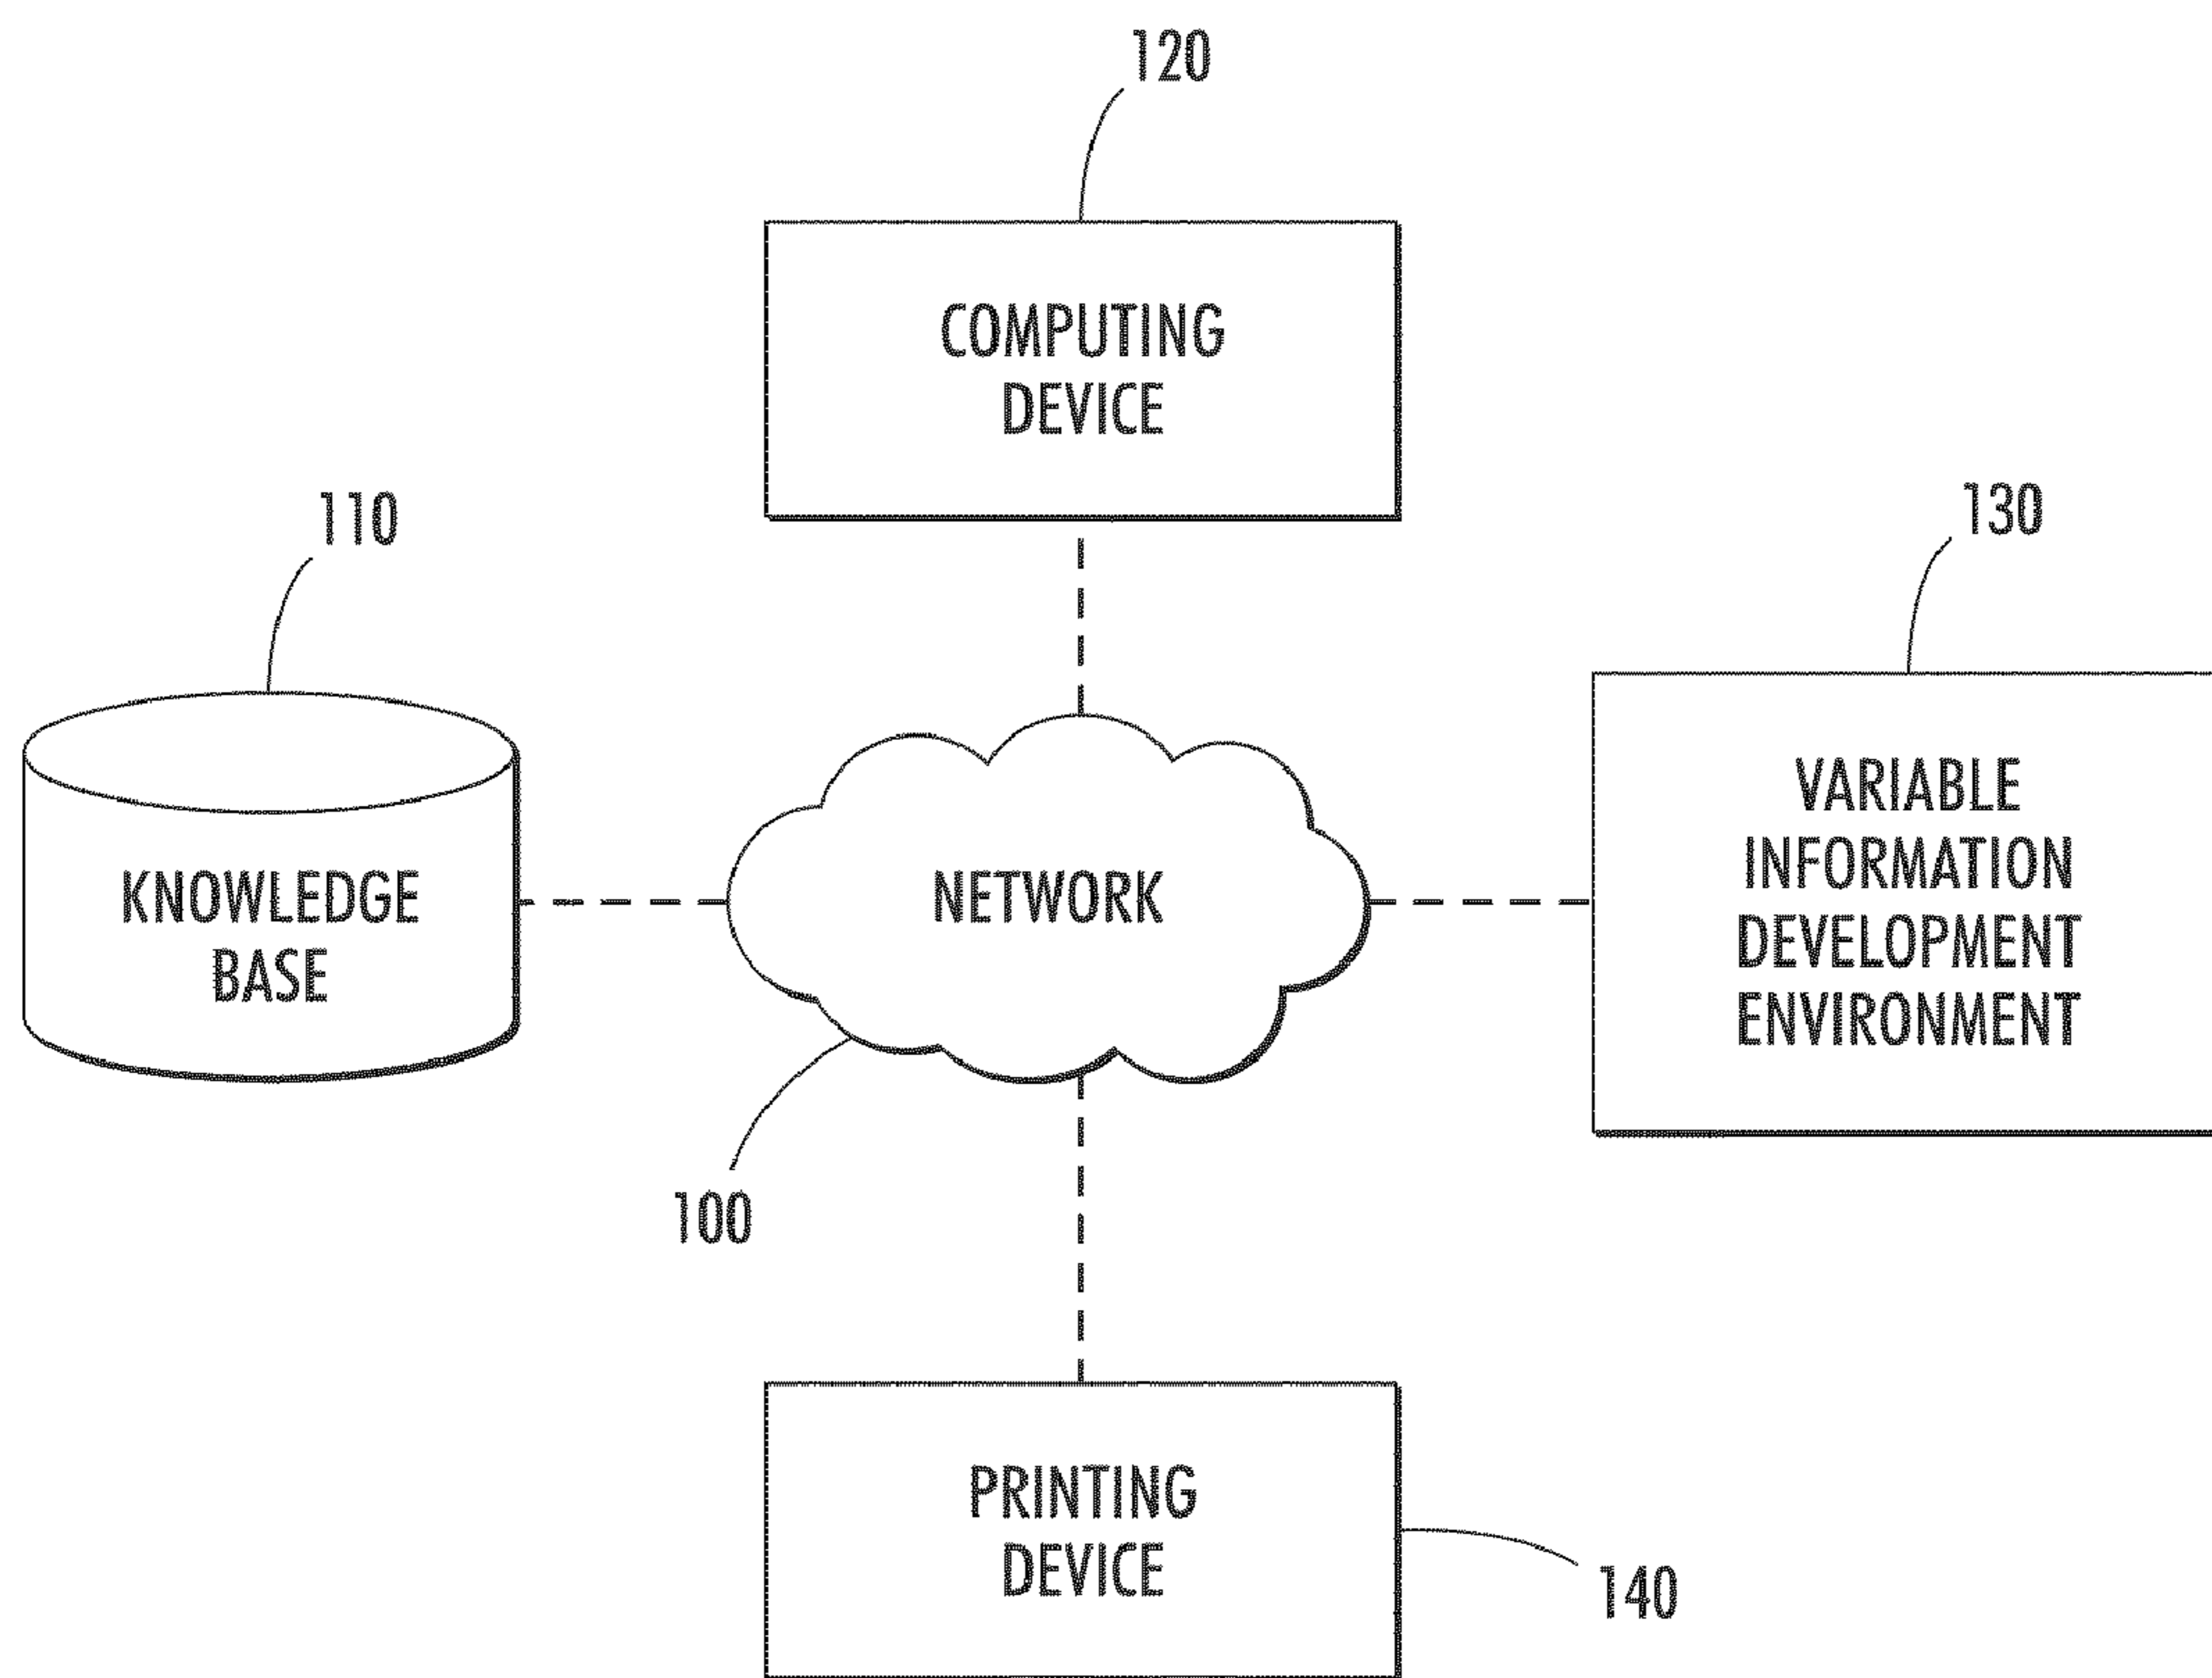 120
COMPUTING
DEVICE
110
130
KNOWLEDGE
BASE
NETWORK
VARIABLE
INFORMATION
DEVELOPMENT
ENVIRONMENT
100
PRINTING
DEVICE
140